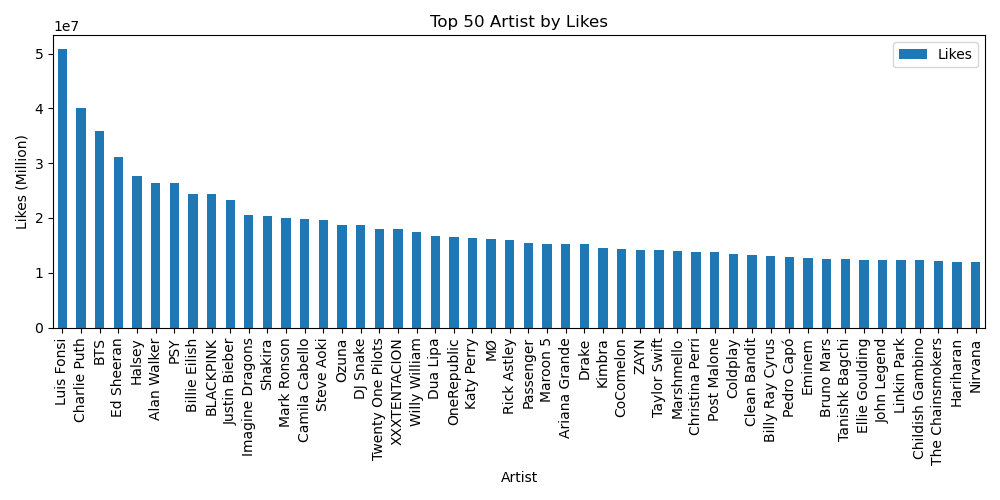 Top 50 Artist by Likes
1e7
Likes
Likes (Million)
5
4
3
2
1
0
Luis Fonsi
Charlie Puth
BTS
Ed Sheeran
Halsey
Alan Walker
PSY
Billie Eilish
BLACKPINK
Justin Bieber
Imagine Dragons
Shakira
Mark Ronson
Camila Cabello
Steve Aoki
Ozuna
DJ Snake
Twenty One Pilots
XXXTENTACION
Willy William
Dua Lipa
OneRepublic
Katy Perry
MØ
Rick Astley
Passenger
Maroon 5
Ariana Grande
Drake
Kimbra
CoComelon
ZAYN
Taylor Swift
Marshmello
Christina Perri
Post Malone
Coldplay
Clean Bandit
Billy Ray Cyrus
Pedro Capó
Eminem
Bruno Mars
Tanishk Bagchi
Ellie Goulding
John Legend
Linkin Park
Childish Gambino
The Chainsmokers
Hariharan
Nirvana
Artist